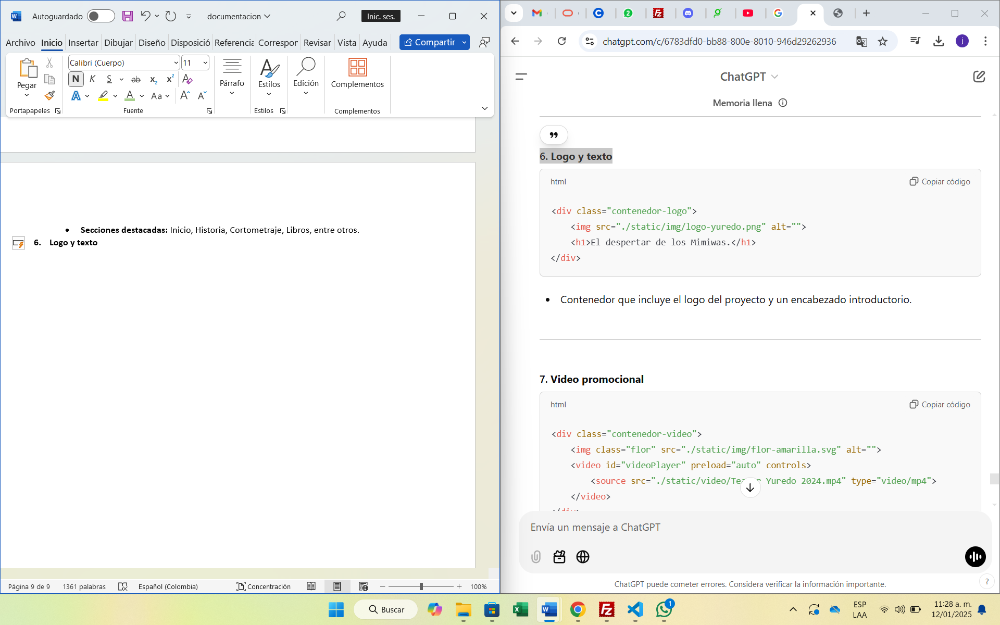 Autoguardado
documentacion
Inic. ses.
Archivo Inicio Insertar Dibujar Diseño Disposició Referencia Correspor Revisar Vista Ayuda Compartir
Pegar
Portapapeles
Calibri (Cuerpo) 11
N K S ab x₂ x²
A A Aa A A
Fuente
Párrafo
Estilos
Estilos
Edición
Complementos
Complementos
• Secciones destacadas: Inicio, Historia, Cortometraje, Libros, entre otros.
6. Logo y texto
Página 9 de 9 1361 palabras Español (Colombia) Concentración 100%
chatgpt.com/c/6783dfd0-bb88-800e-8010-946d29262936
j
ChatGPT
Memoria llena
6. Logo y texto
html
Copiar código
<div class="contenedor-logo">
<img src="./static/img/logo-yuredo.png" alt="">
<h1>El despertar de los Mimiwas.</h1>
</div>
• Contenedor que incluye el logo del proyecto y un encabezado introductorio.
7. Video promocional
html
Copiar código
<div class="contenedor-video">
<img class="flor" src="./static/img/flor-amarilla.svg" alt="">
<video id="videoPlayer" preload="auto" controls>
<source src="./static/video/Te Yuredo 2024.mp4" type="video/mp4">
</video>
</div>
Envía un mensaje a ChatGPT
ChatGPT puede cometer errores. Considera verificar la información importante.
?
Buscar
1
ESP
LAA
11:28 a. m.
12/01/2025